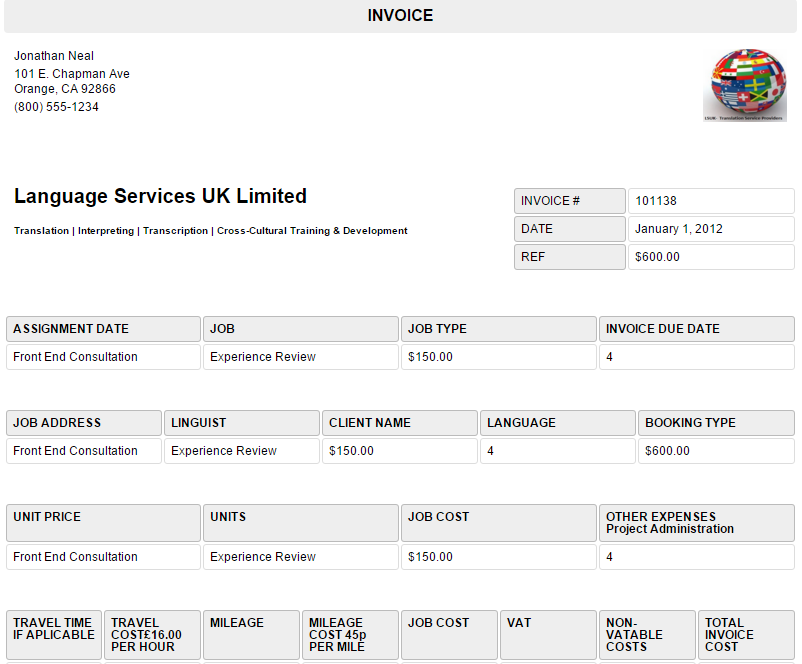 INVOICE
Jonathan Neal
101 E. Chapman Ave
Orange, CA 92866
(800) 555-1234
LSUK Translation Service Providers
Language Services UK Limited
Translation | Interpreting | Transcription | Cross-Cultural Training & Development
INVOICE # 101138
DATE January 1, 2012
REF $600.00
ASSIGNMENT DATE JOB JOB TYPE INVOICE DUE DATE
Front End Consultation Experience Review $150.00 4
JOB ADDRESS LINGUIST CLIENT NAME LANGUAGE BOOKING TYPE
Front End Consultation Experience Review $150.00 4 $600.00
UNIT PRICE UNITS JOB COST OTHER EXPENSES
Project Administration
Front End Consultation Experience Review $150.00 4
TRAVEL TIME TRAVEL MILEAGE MILEAGE JOB COST VAT NON- TOTAL
IF APLICABLE COST£16.00 COST 45p VATABLE INVOICE
PER HOUR PER MILE COSTS COST